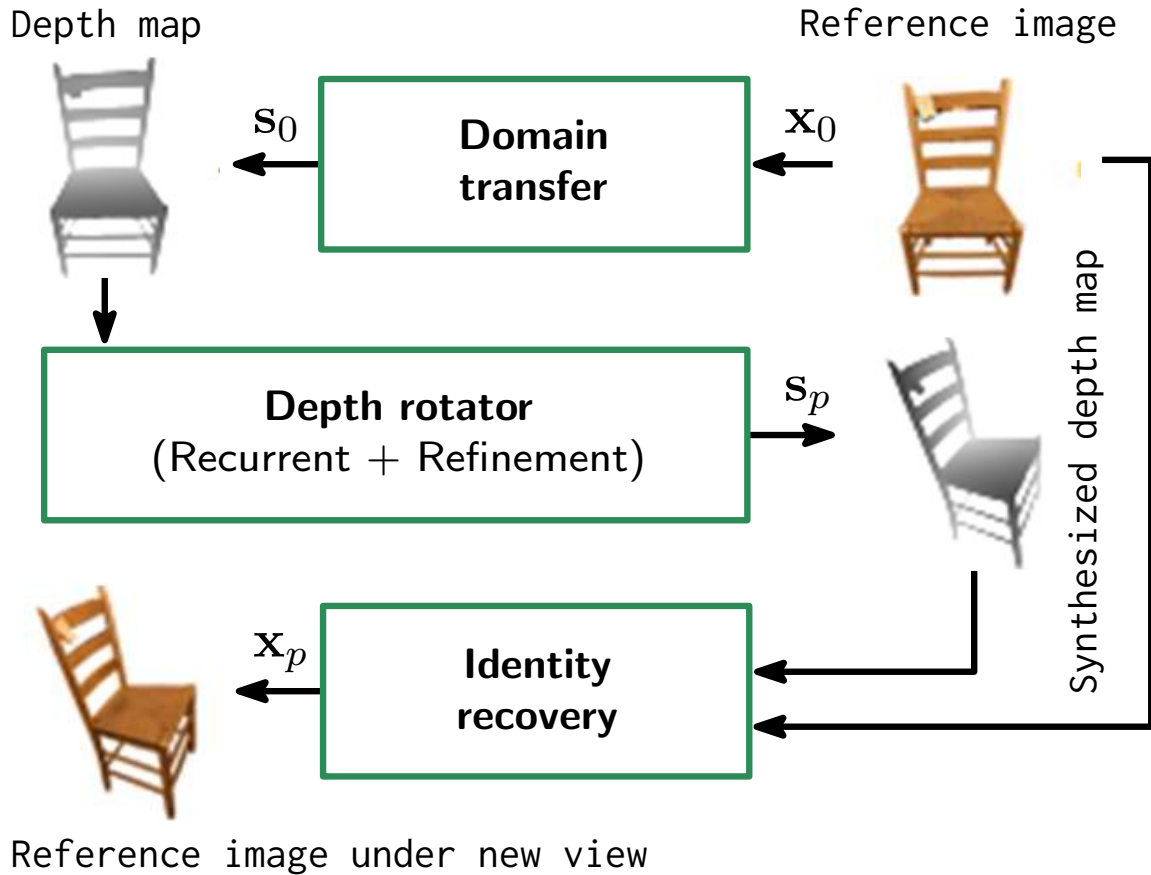 Depth map
Reference image
s₀
Domain
transfer
x₀
Depth rotator
(Recurrent + Refinement)
sₚ
Synthesized depth map
xₚ
Identity
recovery
Reference image under new view